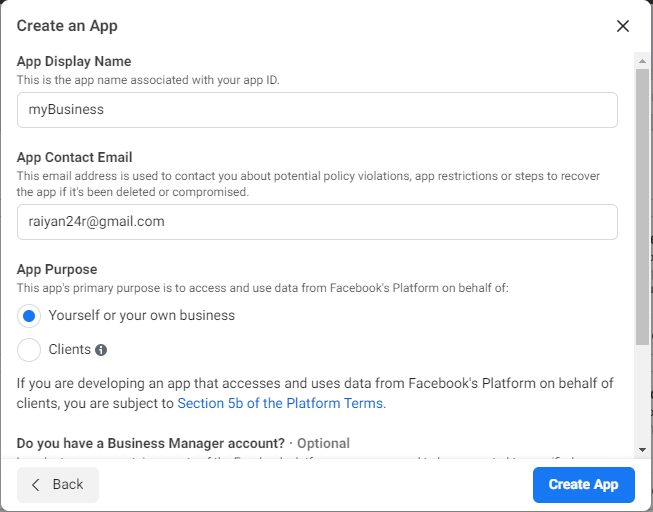 Create an App
App Display Name
This is the app name associated with your app ID.
myBusiness
App Contact Email
This email address is used to contact you about potential policy violations, app restrictions or steps to recover
the app if it's been deleted or compromised.
raiyan24r@gmail.com
App Purpose
This app's primary purpose is to access and use data from Facebook's Platform on behalf of:
Yourself or your own business
Clients
If you are developing an app that accesses and uses data from Facebook's Platform on behalf of
clients, you are subject to Section 5b of the Platform Terms.
Do you have a Business Manager account? · Optional
Back
Create App